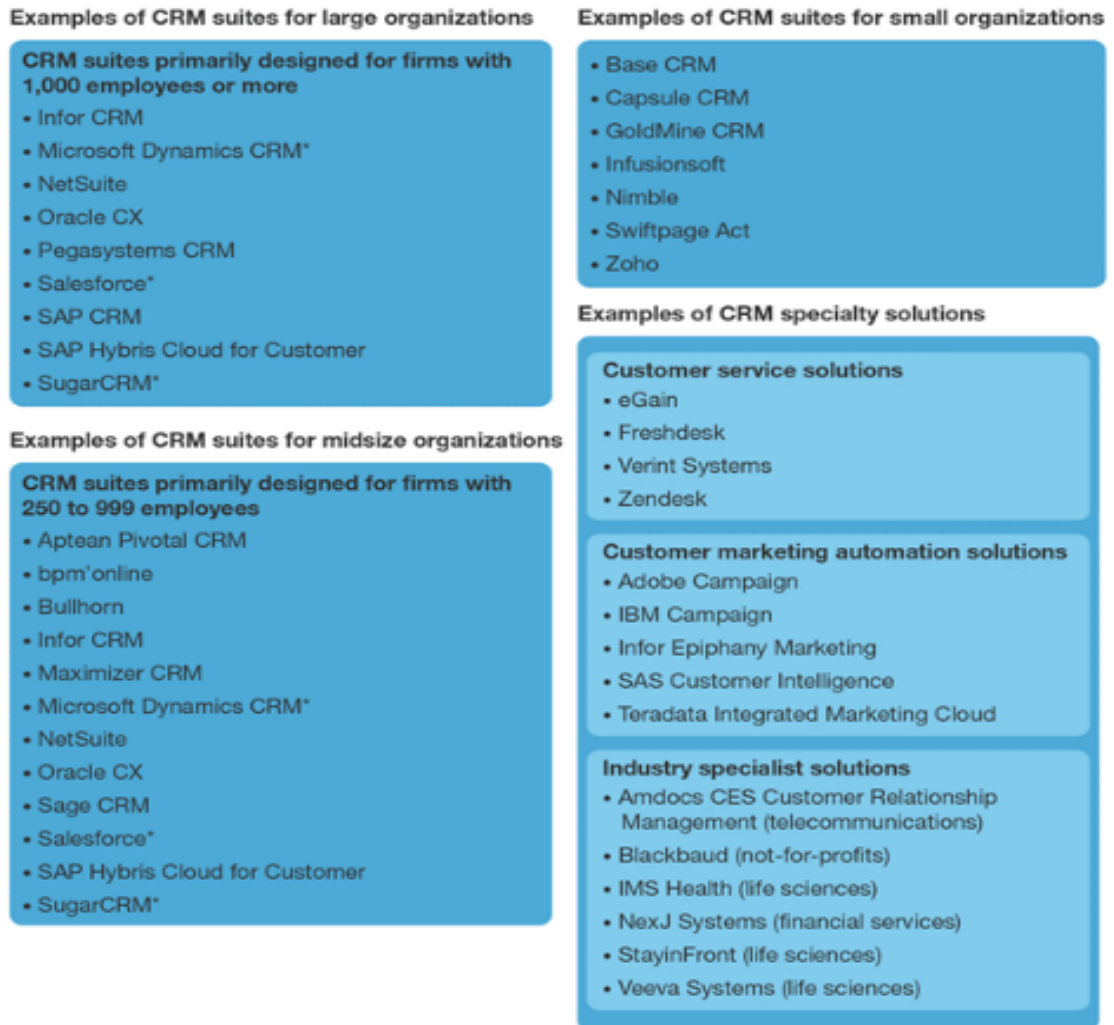 Examples of CRM suites for large organizations
CRM suites primarily designed for firms with
1,000 employees or more
• Infor CRM
• Microsoft Dynamics CRM*
• NetSuite
• Oracle CX
• Pegasystems CRM
• Salesforce*
• SAP CRM
• SAP Hybris Cloud for Customer
• SugarCRM*
Examples of CRM suites for midsize organizations
CRM suites primarily designed for firms with
250 to 999 employees
• Aptean Pivotal CRM
• bpm'online
• Bullhorn
• Infor CRM
• Maximizer CRM
• Microsoft Dynamics CRM*
• NetSuite
• Oracle CX
• Sage CRM
• Salesforce*
• SAP Hybris Cloud for Customer
• SugarCRM*
Examples of CRM suites for small organizations
• Base CRM
• Capsule CRM
• GoldMine CRM
• Infusionsoft
• Nimble
• Swiftpage Act
• Zoho
Examples of CRM specialty solutions
Customer service solutions
• eGain
• Freshdesk
• Verint Systems
• Zendesk
Customer marketing automation solutions
• Adobe Campaign
• IBM Campaign
• Infor Epiphany Marketing
• SAS Customer Intelligence
• Teradata Integrated Marketing Cloud
Industry specialist solutions
• Amdocs CES Customer Relationship
Management (telecommunications)
• Blackbaud (not-for-profits)
• IMS Health (life sciences)
• NexJ Systems (financial services)
• StayinFront (life sciences)
• Veeva Systems (life sciences)